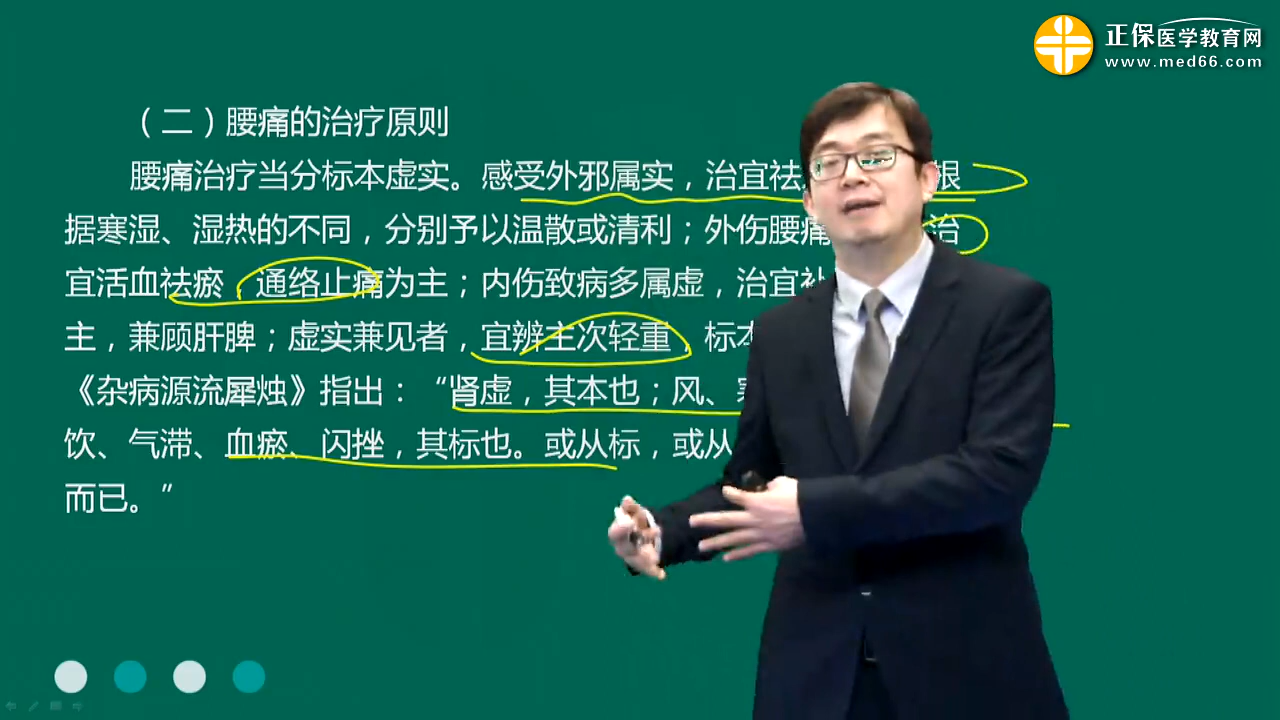 正保医学教育网
www.med66.com
（二）腰痛的治疗原则
腰痛治疗当分标本虚实。感受外邪属实，治宜祛 根
据寒湿、湿热的不同，分别予以温散或清利；外伤腰痛 治
宜活血祛瘀，通络止痛为主；内伤致病多属虚，治宜补
主，兼顾肝脾；虚实兼见者，宜辨主次轻重，标本
《杂病源流犀烛》指出：“肾虚，其本也；风、寒
饮、气滞、血瘀、闪挫，其标也。或从标，或从
而已。”